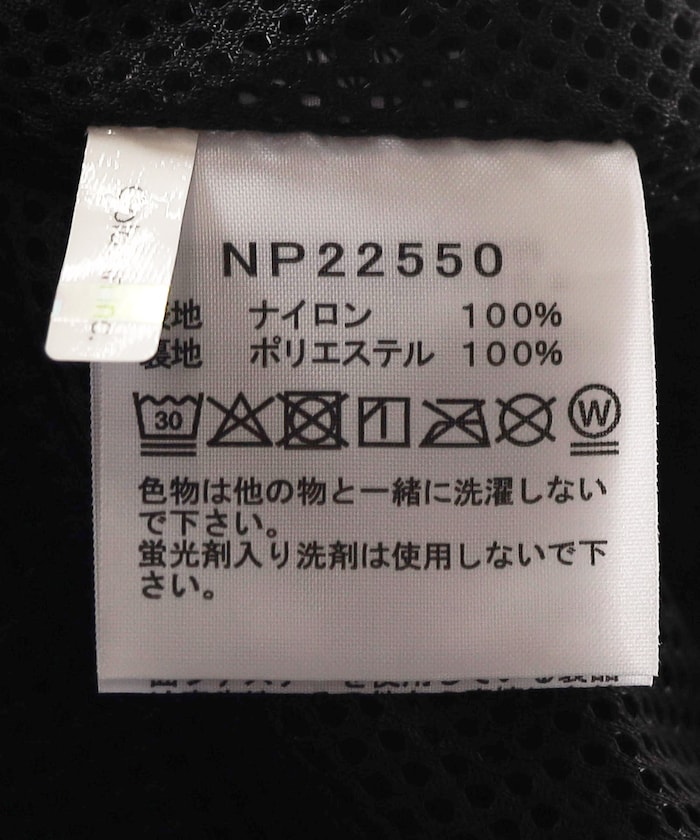 NP22550
表地 ナイロン 100%
裏地 ポリエステル 100%
30 W
色物は他の物と一緒に洗濯しない
で下さい。
蛍光剤入り洗剤は使用しないで下
さい。